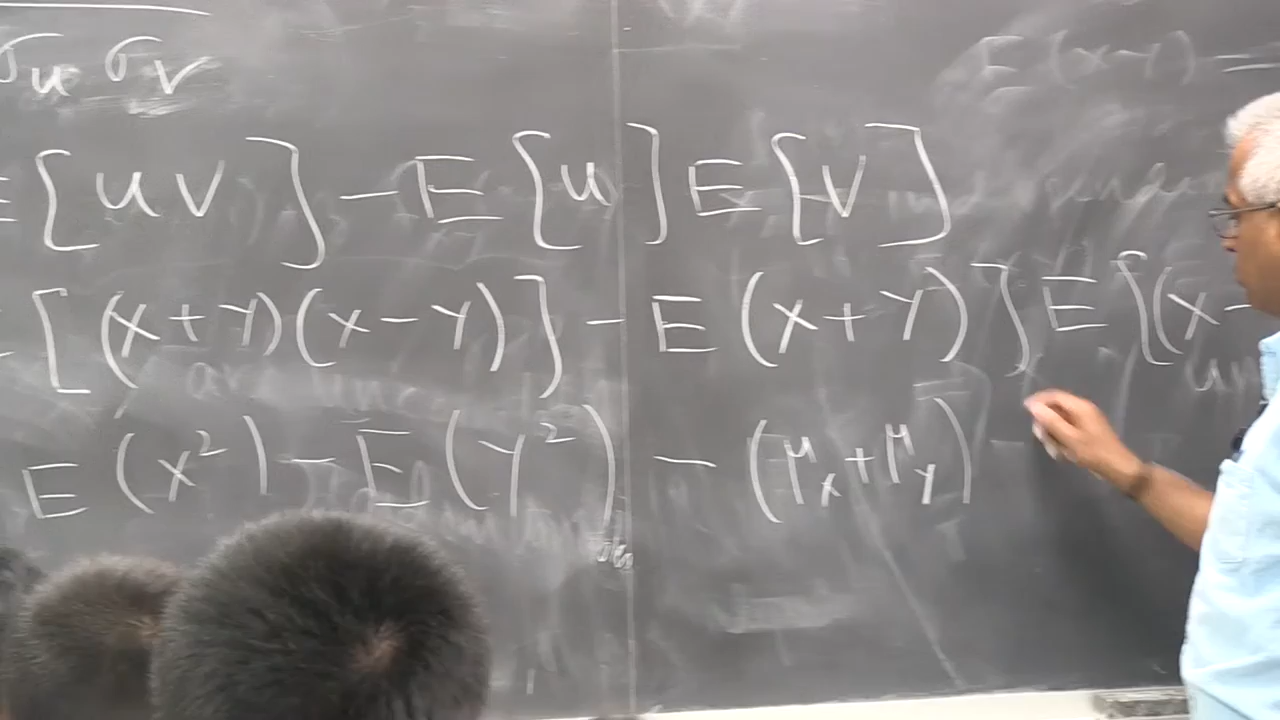 σu σv
E (x-y) =
E [uv] - E [u] E [v]
[(x+y)(x-y)] - E (x+y)] E [(x-
E (x²) - E (y²) - (μx + μy)